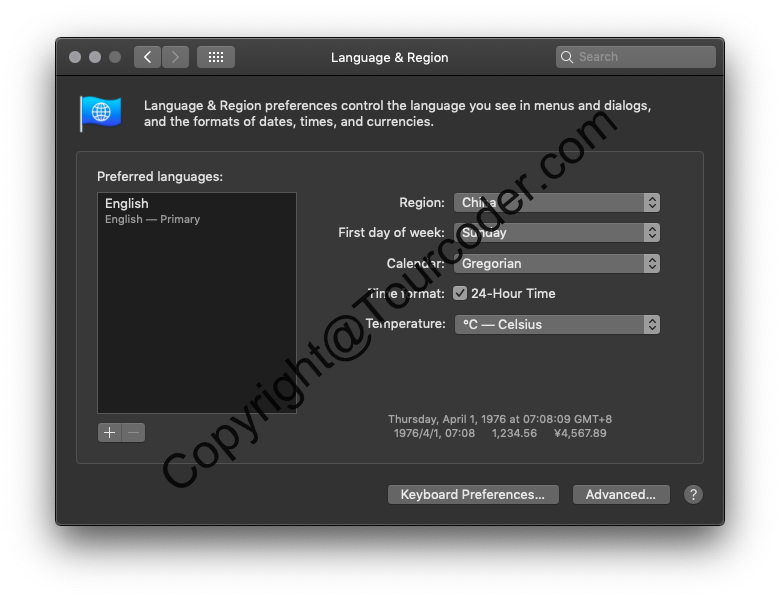 Language & Region
Search
Language & Region preferences control the language you see in menus and dialogs,
and the formats of dates, times, and currencies.
Preferred languages:
English
English — Primary
Region: China
First day of week: Sunday
Calendar: Gregorian
Time format: 24-Hour Time
Temperature: °C — Celsius
Thursday, April 1, 1976 at 07:08:09 GMT+8
1976/4/1, 07:08 1,234.56 ¥4,567.89
Keyboard Preferences...
Advanced...
?
Copyright@Tourcoder.com